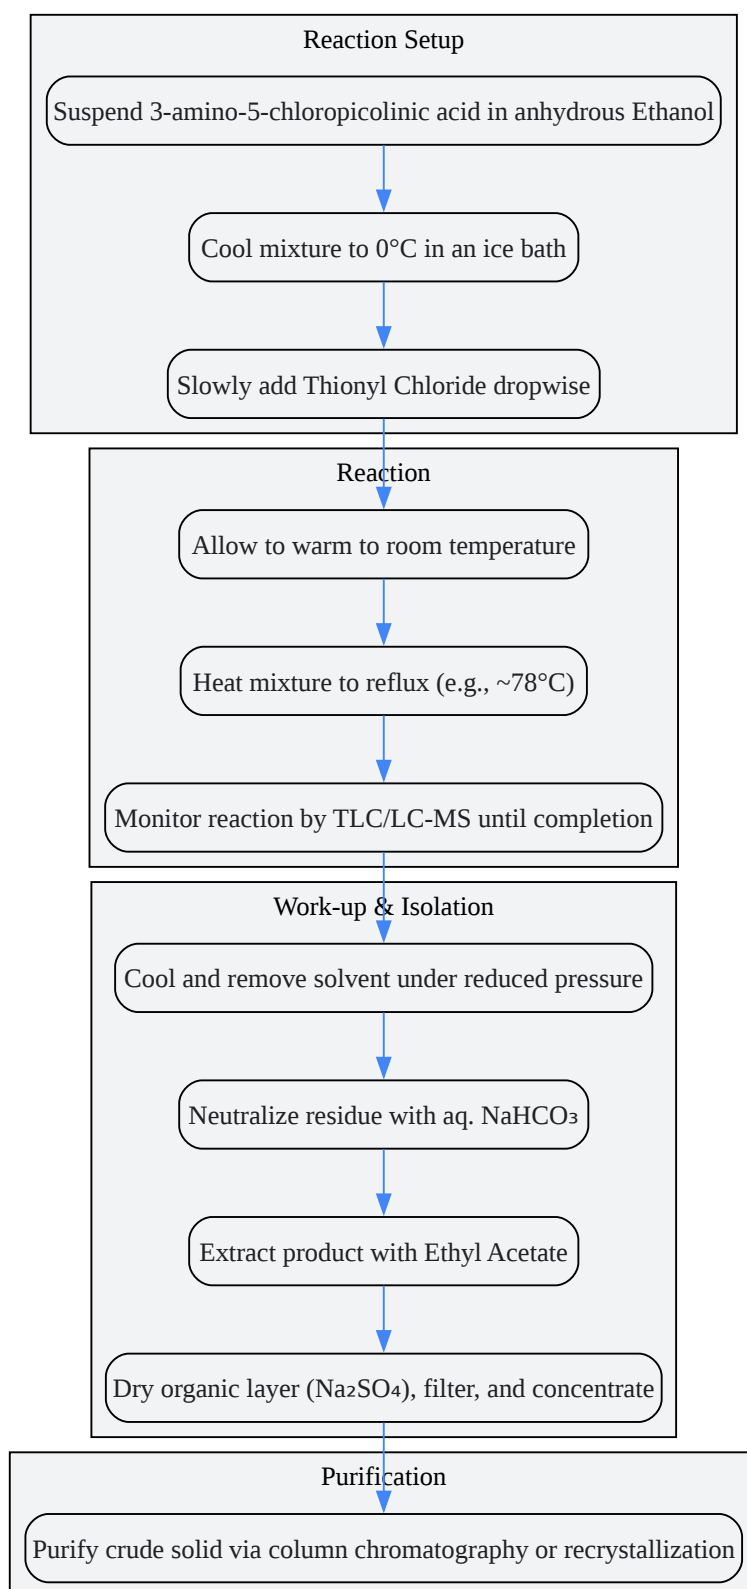 Reaction Setup
Suspend 3-amino-5-chloropicolinic acid in anhydrous Ethanol
Cool mixture to 0°C in an ice bath
Slowly add Thionyl Chloride dropwise
Reaction
Allow to warm to room temperature
Heat mixture to reflux (e.g., ~78°C)
Monitor reaction by TLC/LC-MS until completion
Work-up & Isolation
Cool and remove solvent under reduced pressure
Neutralize residue with aq. NaHCO₃
Extract product with Ethyl Acetate
Dry organic layer (Na₂SO₄), filter, and concentrate
Purification
Purify crude solid via column chromatography or recrystallization